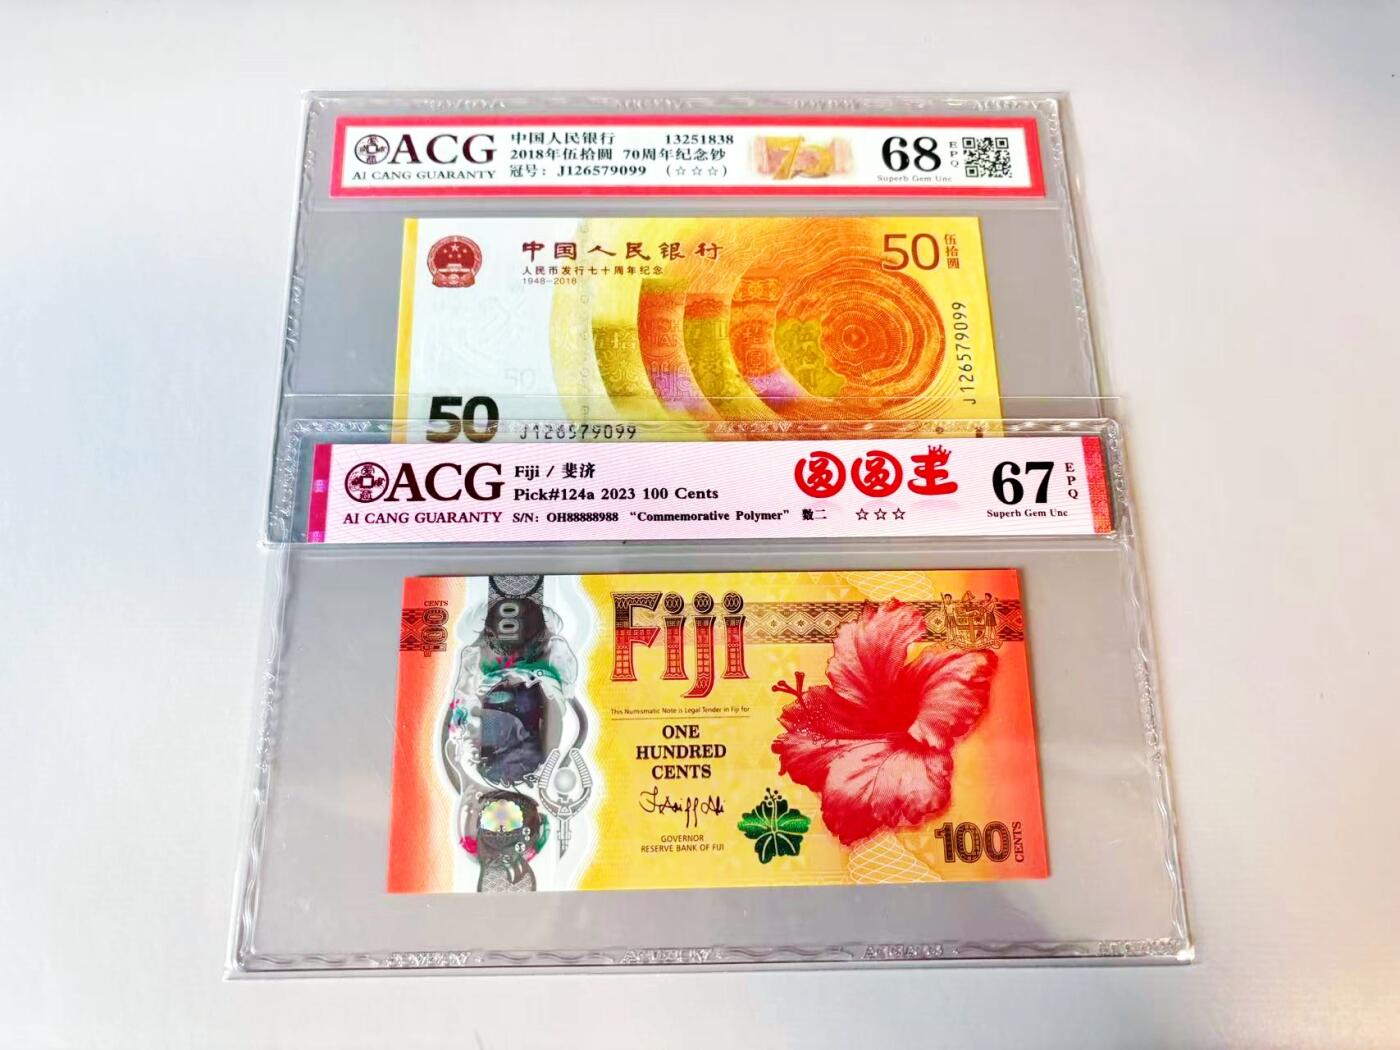 ACG
AI CANG GUARANTY
中国人民银行 13251838
2018年伍拾圆 70周年纪念钞
冠号: J126579099 (☆☆☆)
70
68
EPQ
Superb Gem Unc
中国人民银行
人民币发行七十周年纪念
1948-2018
50
伍拾圆
J126579099
50
50
J126579099
ACG
AI CANG GUARANTY
Fiji / 斐济
Pick#124a 2023 100 Cents
S/N: OH88888988 “Commemorative Polymer” 数二 ☆☆☆
67
EPQ
Superb Gem Unc
100
CENTS
100
Fiji
This Numismatic Note is Legal Tender in Fiji for
ONE
HUNDRED
CENTS
GOVERNOR
RESERVE BANK OF FIJI
100
CENTS